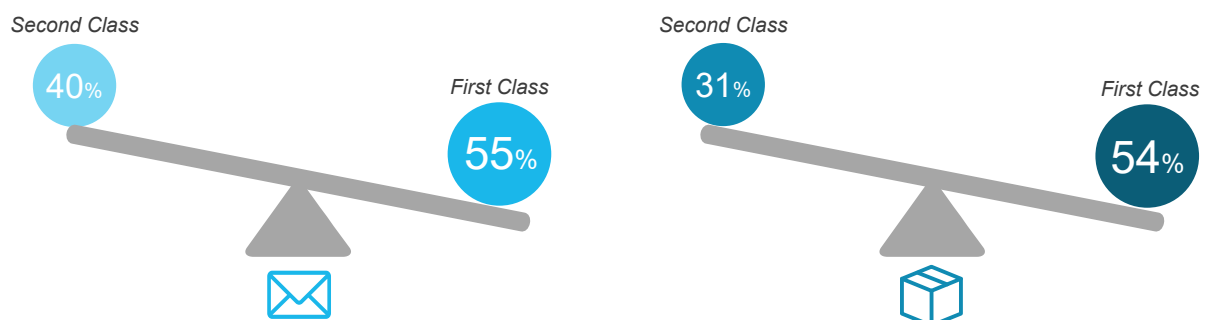 Second Class
40%
First Class
55%
Second Class
31%
First Class
54%